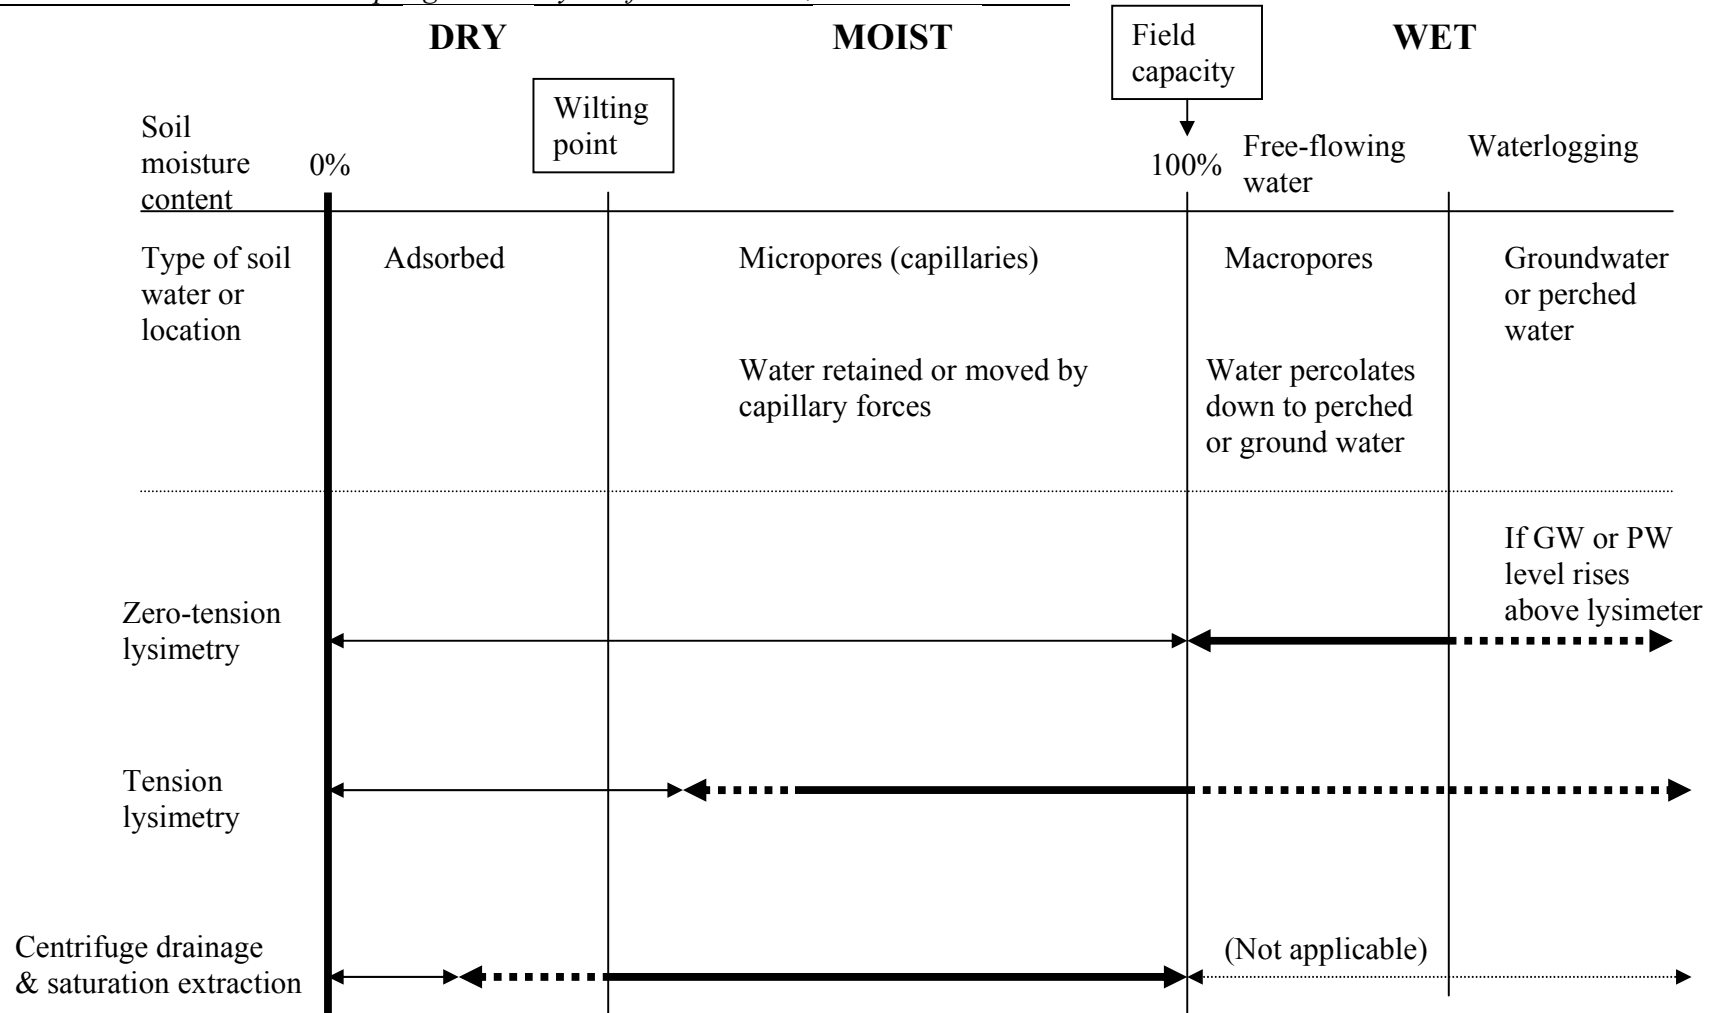 DRY
MOIST
WET
Field
capacity
Wilting
point
Soil
moisture
content
0%
100%
Free-flowing
water
Waterlogging
Type of soil
water or
location
Adsorbed
Micropores (capillaries)
Macropores
Groundwater
or perched
water
Water retained or moved by
capillary forces
Water percolates
down to perched
or ground water
If GW or PW
level rises
above lysimeter
Zero-tension
lysimetry
Tension
lysimetry
Centrifuge drainage
& saturation extraction
(Not applicable)